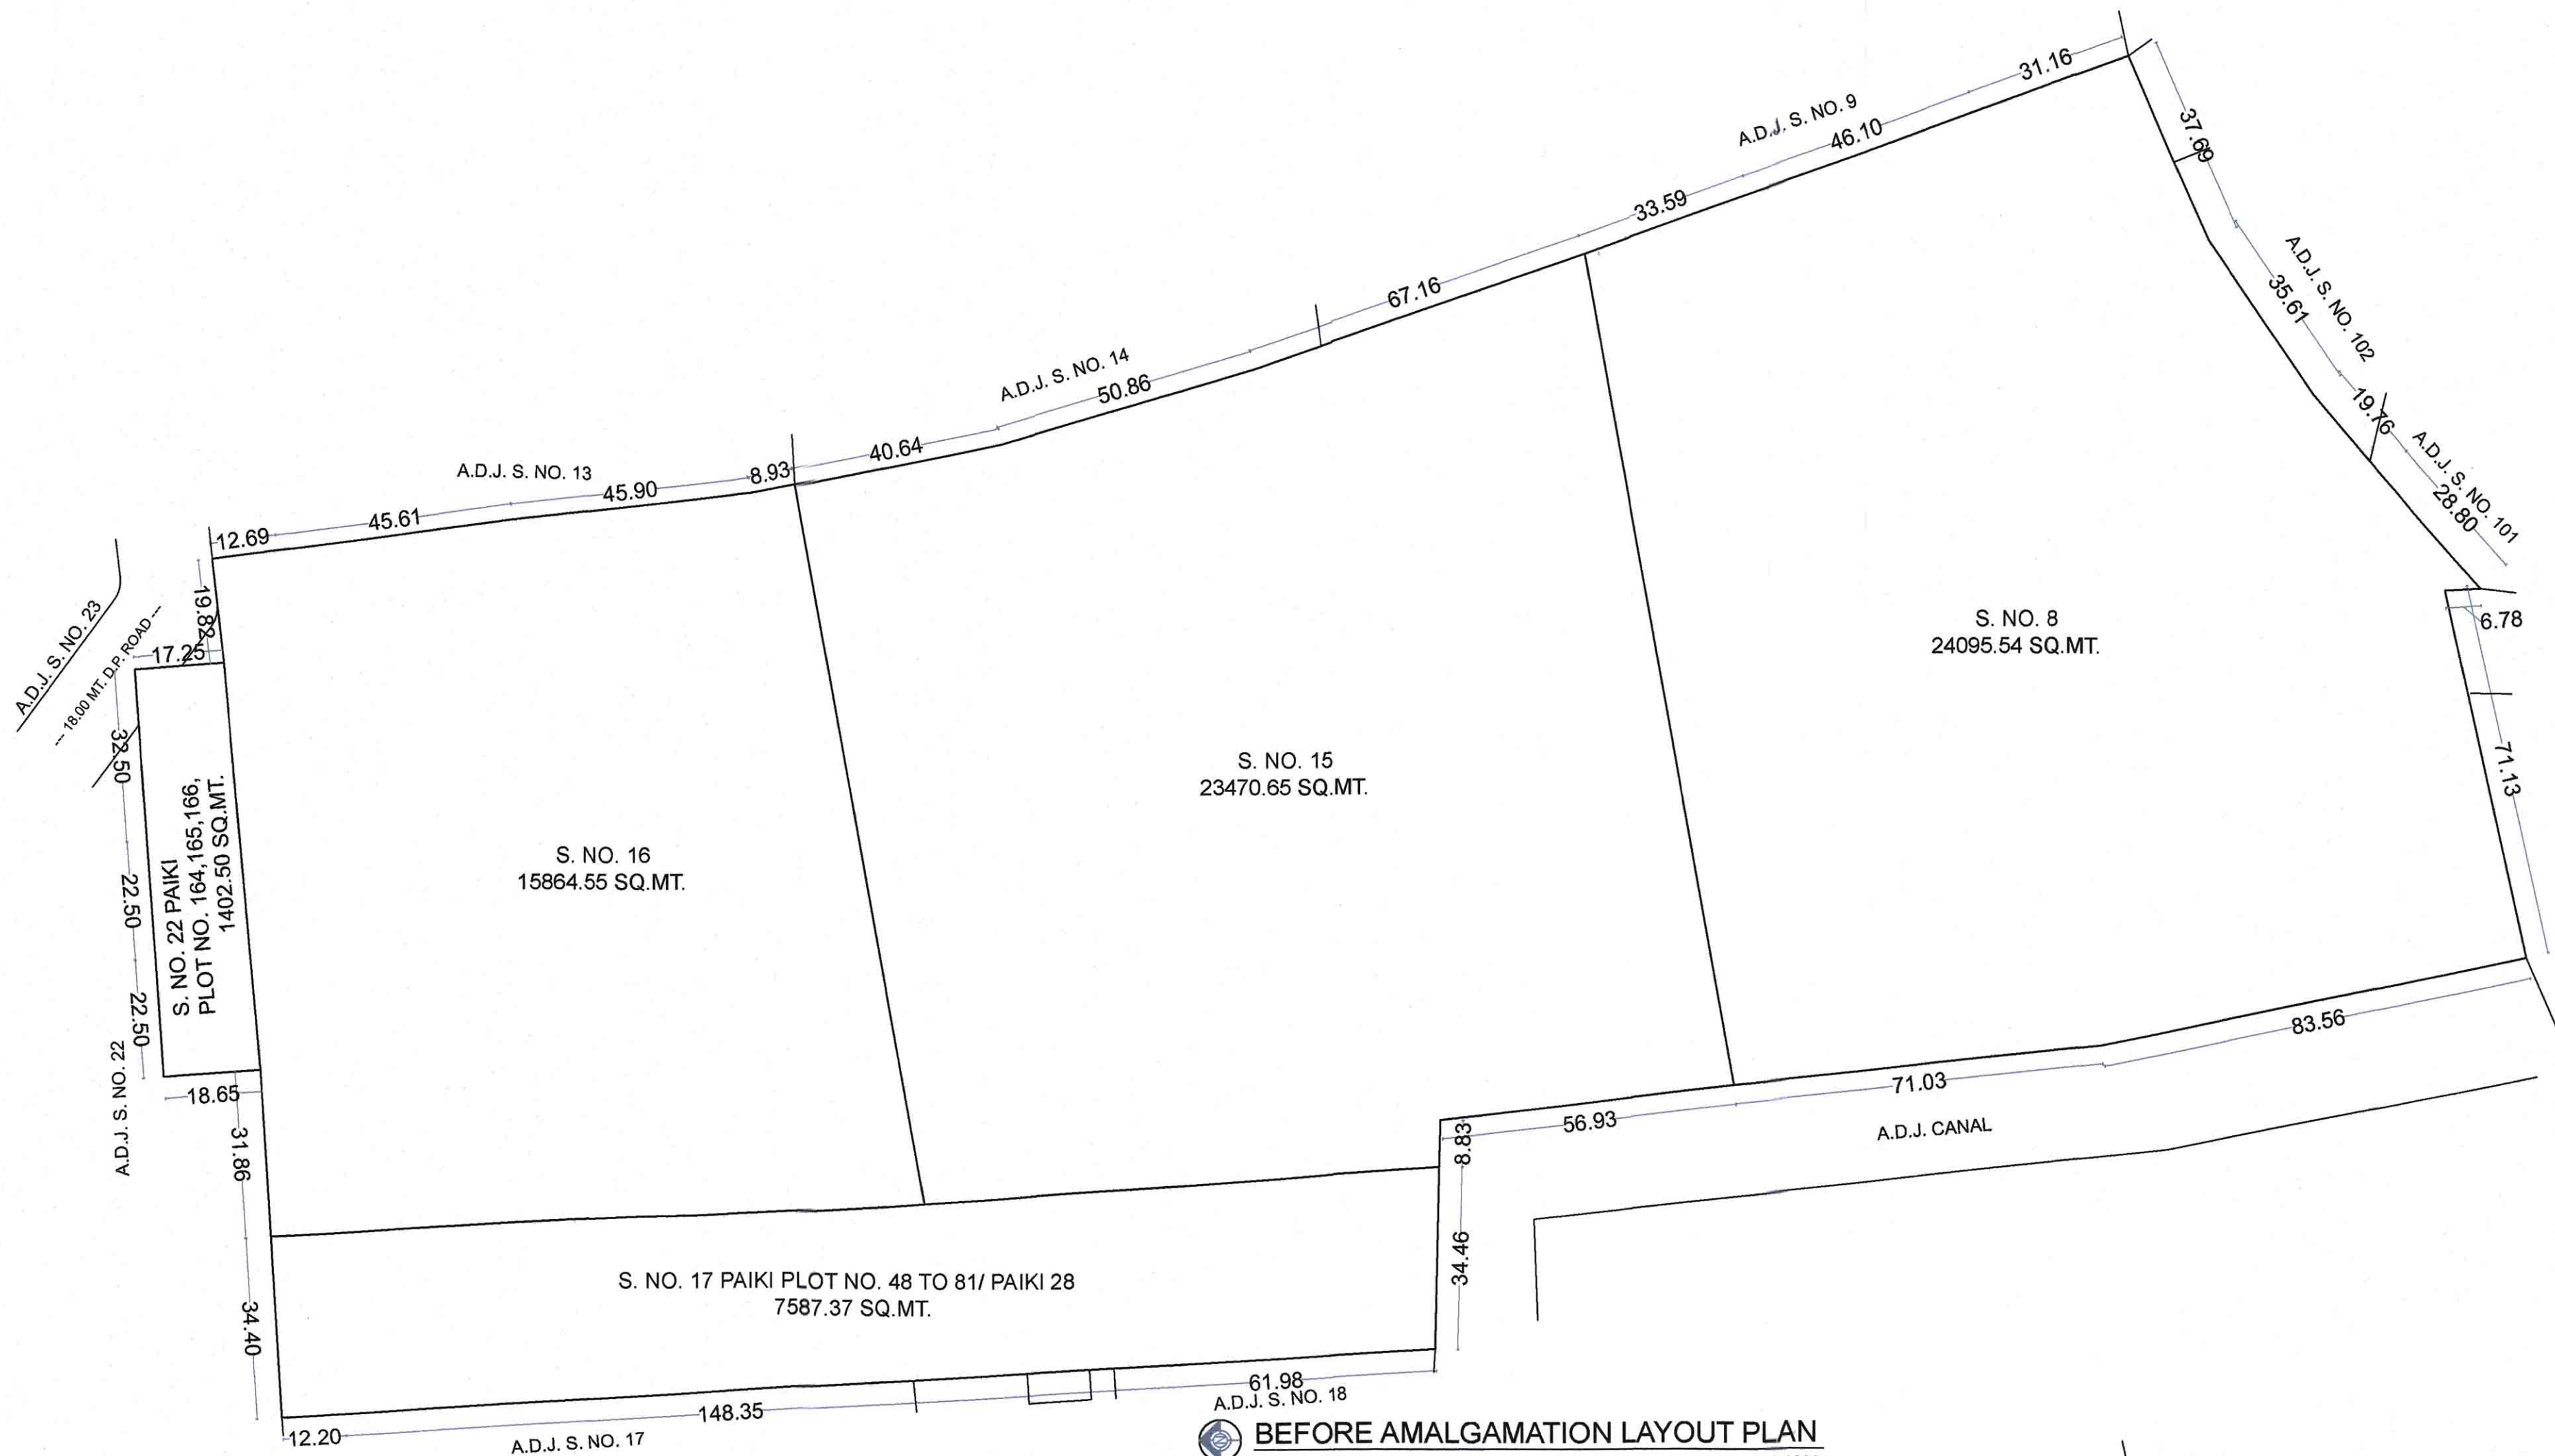 31.16
A.D.J. S. NO. 9
46.10
37.69
33.59
A.D.J. S. NO. 102
35.61
67.16
A.D.J. S. NO. 14
50.86
19.76
A.D.J. S. NO. 101
28.80
40.64
8.93
A.D.J. S. NO. 13
45.90
45.61
12.69
19.82
A.D.J. S. NO. 23
--- 18.00 MT. D.P. ROAD ---
17.25
6.78
S. NO. 8
24095.54 SQ.MT.
71.13
S. NO. 15
23470.65 SQ.MT.
32.50
S. NO. 16
15864.55 SQ.MT.
S. NO. 22 PAIKI
PLOT NO. 164,165,166,
1402.50 SQ.MT.
22.50
22.50
A.D.J. S. NO. 22
18.65
31.86
83.56
71.03
56.93
A.D.J. CANAL
8.83
34.46
S. NO. 17 PAIKI PLOT NO. 48 TO 81/ PAIKI 28
7587.37 SQ.MT.
34.40
61.98
A.D.J. S. NO. 18
148.35
12.20
A.D.J. S. NO. 17
N
BEFORE AMALGAMATION LAYOUT PLAN